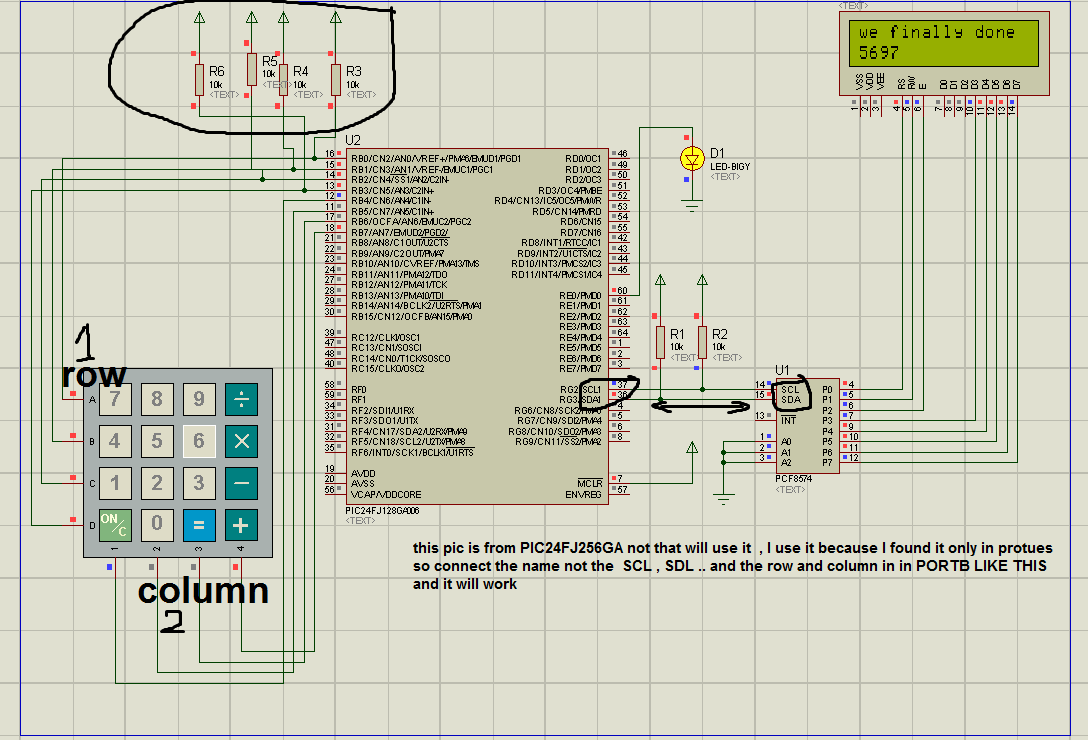 <TEXT>
we finally done
5697
VSS VDD VEE RS RW E D0 D1 D2 D3 D4 D5 D6 D7
1 2 3 4 5 6 7 8 9 10 11 12 13 14
R6
10k
<TEXT>
R5
10k
<TEXT>
R4
10k
<TEXT>
R3
10k
<TEXT>
U2
16 RB0/CN2/AN0/VREF+/PMA6/EMUD1/PGD1
15 RB1/CN3/AN1/VREF-/EMUC1/PGC1
14 RB2/CN4/SS1/AN2/C2IN-
13 RB3/CN5/AN3/C2IN+
12 RB4/CN6/AN4/C1IN-
11 RB5/CN7/AN5/C1IN+
17 RB6/OCFA/AN6/EMUC2/PGC2
18 RB7/AN7/EMUD2/PGD2/
21 RB8/AN8/C1OUT/U2CTS
22 RB9/AN9/C2OUT/PMA7
23 RB10/AN10/CVREF/PMA13/TMS
24 RB11/AN11/PMA12/TDO
27 RB12/AN12/PMA11/TCK
28 RB13/AN13/PMA10/TDI
29 RB14/AN14/BCLK2/U2RTS/PMA1
30 RB15/CN12/OCFB/AN15/PMA0
39 RC12/CLKI/OSC1
47 RC13/CN1/SOSCI
48 RC14/CN0/T1CK/SOSCO
40 RC15/CLKO/OSC2
58 RF0
59 RF1
34 RF2/SDI1/U1RX
33 RF3/SDO1/U1TX
31 RF4/CN17/SDA2/U2RX/PMA9
32 RF5/CN18/SCL2/U2TX/PMA8
35 RF6/INT0/SCK1/BCLK1/U1RTS
19 AVDD
20 AVSS
56 VCAP/VDDCORE
RD0/OC1 46
RD1/OC2 49
RD2/OC3 50
RD3/OC4/PMBE 51
RD4/CN13/IC5/OC5/PMWR 52
RD5/CN14/PMRD 53
RD6/CN15 54
RD7/CN16 55
RD8/INT1/RTCC/IC1 42
RD9/INT2/U1CTS/IC2 43
RD10/INT3/PMCS2/IC3 44
RD11/INT4/PMCS1/IC4 45
RE0/PMD0 60
RE1/PMD1 61
RE2/PMD2 62
RE3/PMD3 63
RE4/PMD4 64
RE5/PMD5 1
RE6/PMD6 2
RE7/PMD7 3
RG2/SCL1 37
RG3/SDA1 36
RG6/CN8/SCK2/PMA5 4
RG7/CN9/SDI2/PMA4 5
RG8/CN10/SDO2/PMA3 6
RG9/CN11/SS2/PMA2 8
MCLR 7
ENVREG 57
PIC24FJ128GA006
<TEXT>
D1
LED-BIGY
<TEXT>
R1
10k
<TEXT>
R2
10k
<TEXT>
U1
14 SCL
15 SDA
13 INT
1 A0
2 A1
3 A2
P0 4
P1 5
P2 6
P3 7
P4 9
P5 10
P6 11
P7 12
PCF8574
<TEXT>
1
row
A 7 8 9 ÷
B 4 5 6 ×
C 1 2 3 −
D ON/C 0 = +
1 2 3 4
column
2
this pic is from PIC24FJ256GA not that will use it , I use it because I found it only in protues
so connect the name not the SCL , SDL .. and the row and column in in PORTB LIKE THIS
and it will work